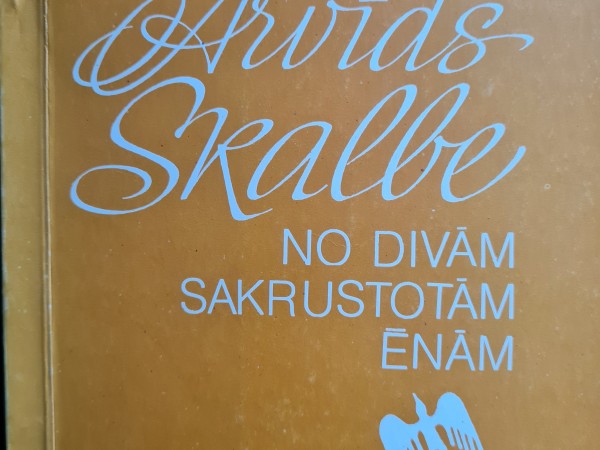 Arvīds
Skalbe
NO DIVĀM
SAKRUSTOTĀM
ĒNĀM